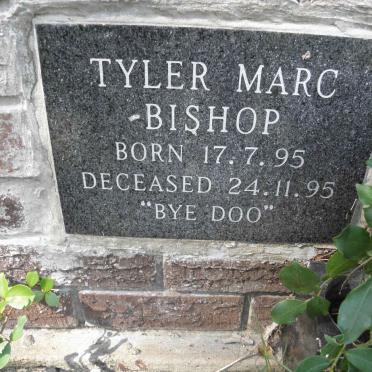 TYLER MARC
BISHOP
BORN 17.7.95
DECEASED 24.11.95
"BYE DOO"